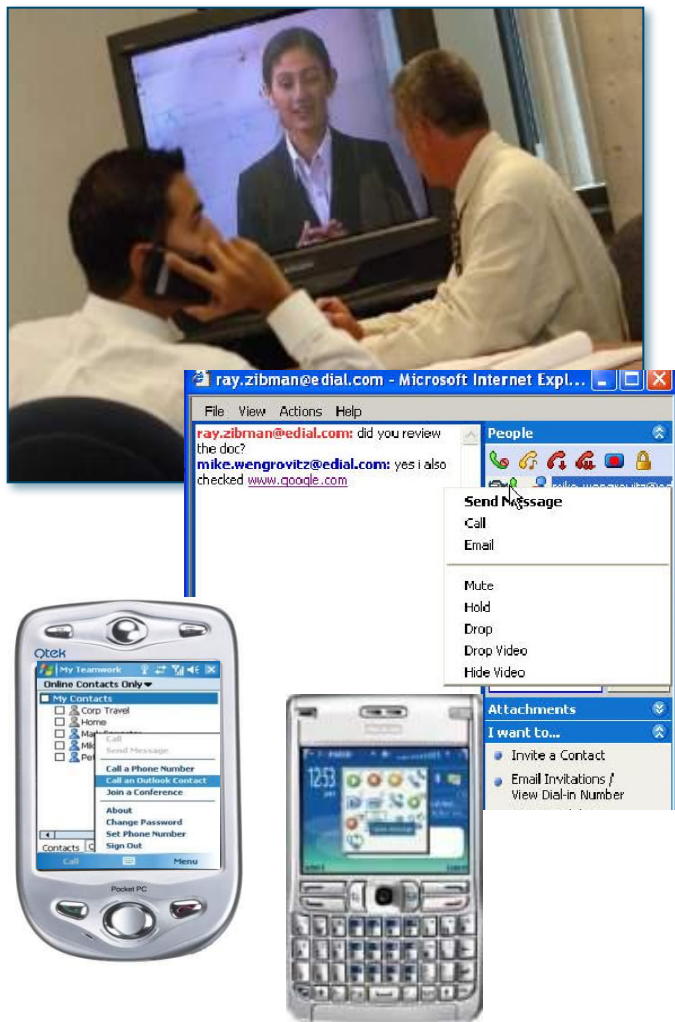 ray.zibman@edial.com - Microsoft Internet Expl...
File View Actions Help
ray.zibman@edial.com: did you review
the doc?
mike.wengrovitz@edial.com: yes i also
checked www.google.com
People
mike.wengrovitz@ed
Send Message
Call
Email
Mute
Hold
Drop
Drop Video
Hide Video
Attachments
I want to...
Invite a Contact
Email Invitations /
View Dial-in Number
Qtek
My Teamwork
Online Contacts Only
My Contacts
Corp Travel
Home
Call
Send Message
Call a Phone Number
Call an Outlook Contact
Join a Conference
About
Change Password
Set Phone Number
Sign Out
Contacts
Call
Menu
Pocket PC
1253